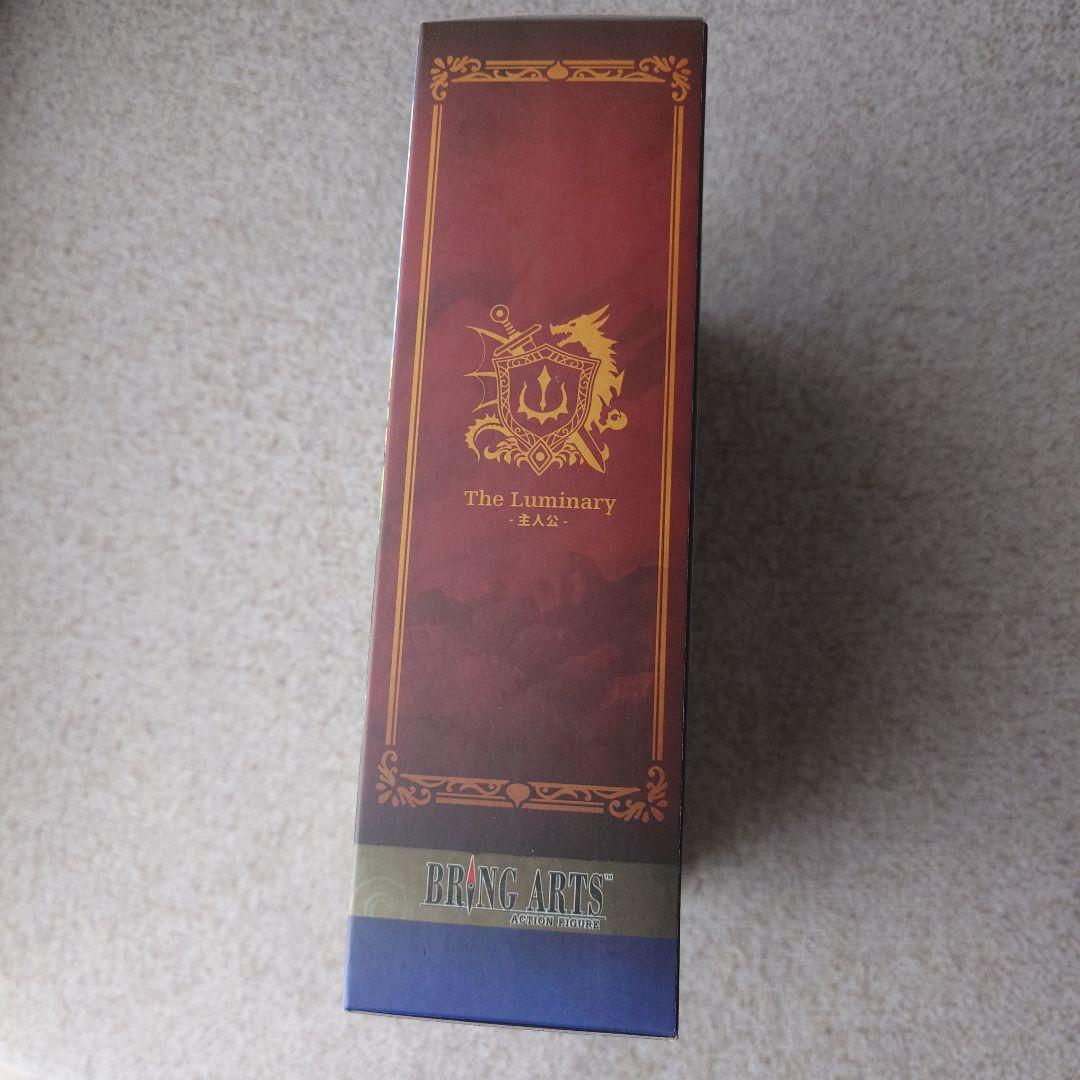 The Luminary
- 主人公 -
BRING ARTS™
ACTION FIGURE